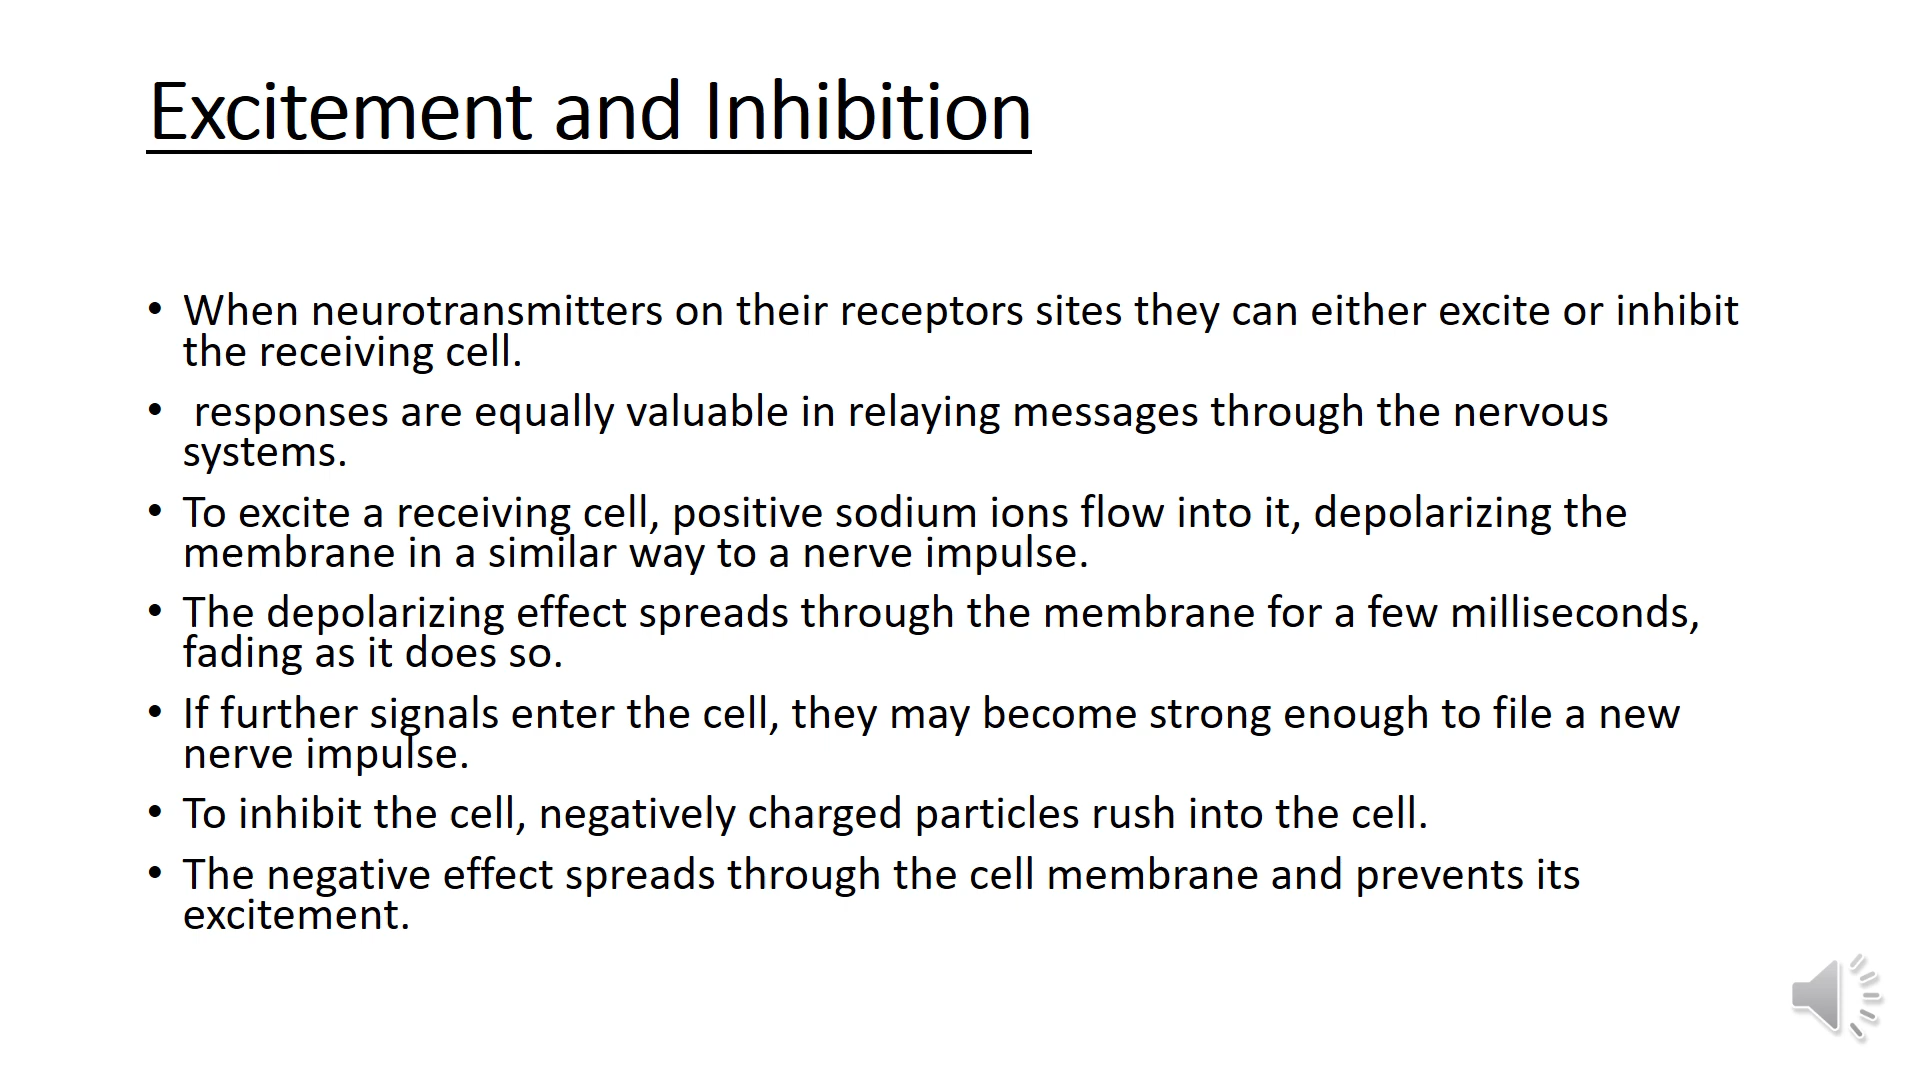 Excitement and Inhibition
• When neurotransmitters on their receptors sites they can either excite or inhibit
the receiving cell.
• responses are equally valuable in relaying messages through the nervous
systems.
• To excite a receiving cell, positive sodium ions flow into it, depolarizing the
membrane in a similar way to a nerve impulse.
• The depolarizing effect spreads through the membrane for a few milliseconds,
fading as it does so.
• If further signals enter the cell, they may become strong enough to file a new
nerve impulse.
• To inhibit the cell, negatively charged particles rush into the cell.
• The negative effect spreads through the cell membrane and prevents its
excitement.